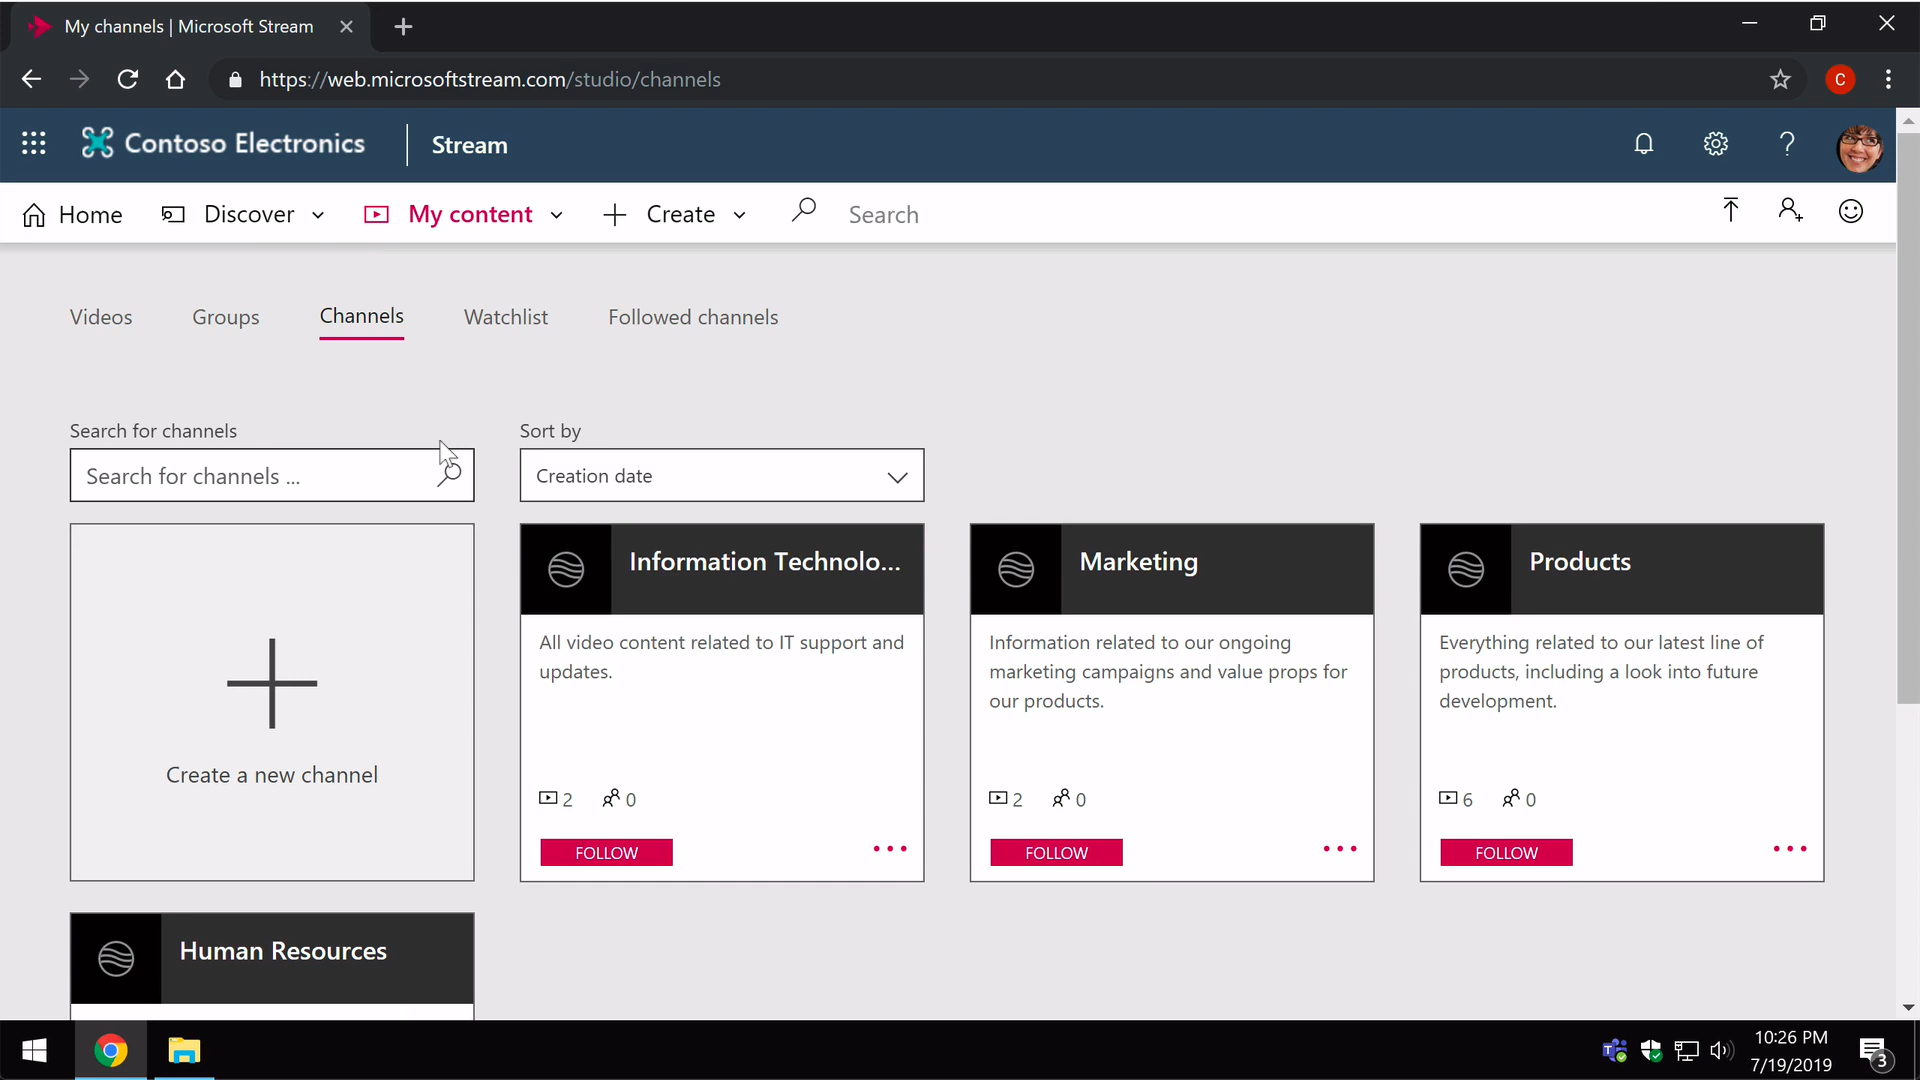 My channels | Microsoft Stream
https://web.microsoftstream.com/studio/channels
C
Contoso Electronics
Stream
Home
Discover
My content
Create
Search
Videos
Groups
Channels
Watchlist
Followed channels
Search for channels
Sort by
Search for channels ...
Creation date
Create a new channel
Information Technolo...
All video content related to IT support and
updates.
2
0
FOLLOW
Marketing
Information related to our ongoing
marketing campaigns and value props for
our products.
2
0
FOLLOW
Products
Everything related to our latest line of
products, including a look into future
development.
6
0
FOLLOW
Human Resources
10:26 PM
7/19/2019
3